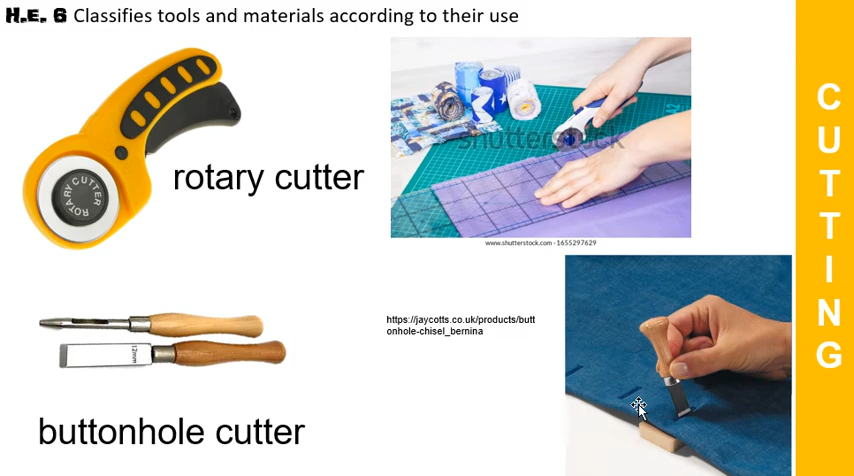 H.E. 6 Classifies tools and materials according to their use
ROTARY CUTTER
rotary cutter
shutterstock
A2
www.shutterstock.com · 1655297629
CUTTING
https://jaycotts.co.uk/products/butt
onhole-chisel_bernina
12mm
buttonhole cutter